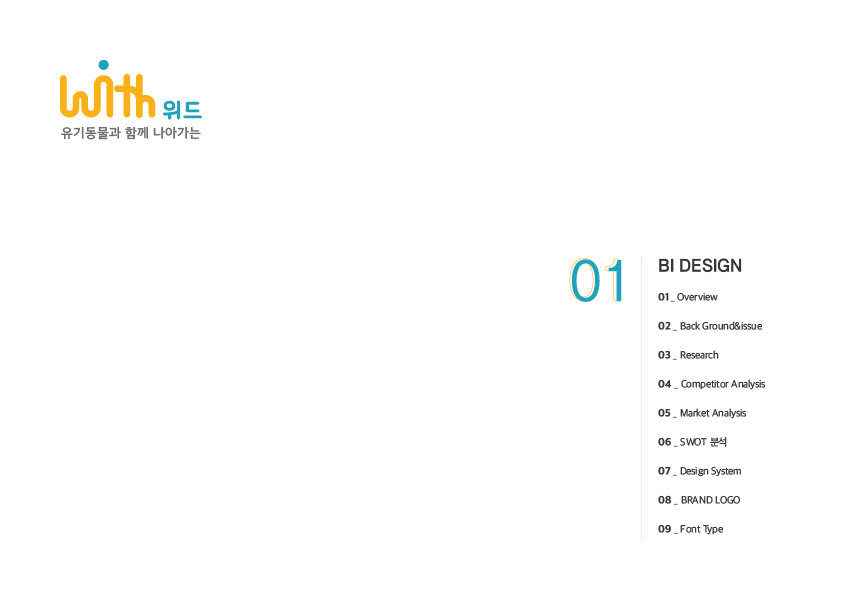 with 위드
유기동물과 함께 나아가는
01
BI DESIGN
01_ Overview
02 _ Back Ground&issue
03 _ Research
04 _ Competitor Analysis
05 _ Market Analysis
06 _ SWOT 분석
07 _ Design System
08 _ BRAND LOGO
09 _ Font Type